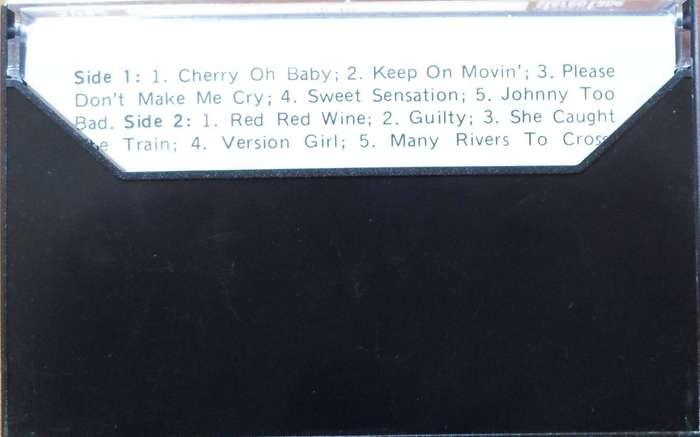 Side 1: 1. Cherry Oh Baby; 2. Keep On Movin'; 3. Please
Don't Make Me Cry; 4. Sweet Sensation; 5. Johnny Too
Bad. Side 2: 1. Red Red Wine; 2. Guilty; 3. She Caught
The Train; 4. Version Girl; 5. Many Rivers To Cross